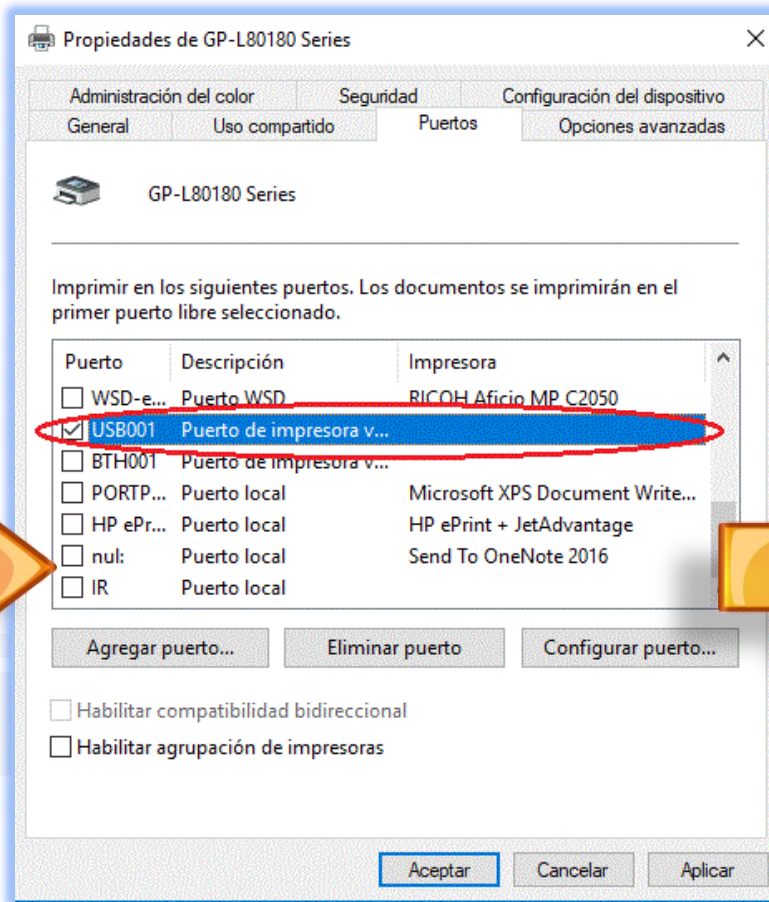 Propiedades de GP-L80180 Series
Administración del color Seguridad Configuración del dispositivo
General Uso compartido Puertos Opciones avanzadas
GP-L80180 Series
Imprimir en los siguientes puertos. Los documentos se imprimirán en el
primer puerto libre seleccionado.
Puerto Descripción Impresora
WSD-e... Puerto WSD RICOH Aficio MP C2050
USB001 Puerto de impresora v...
BTH001 Puerto de impresora v...
PORTP... Puerto local Microsoft XPS Document Write...
HP ePr... Puerto local HP ePrint + JetAdvantage
nul: Puerto local Send To OneNote 2016
IR Puerto local
Agregar puerto... Eliminar puerto Configurar puerto...
Habilitar compatibilidad bidireccional
Habilitar agrupación de impresoras
Aceptar Cancelar Aplicar